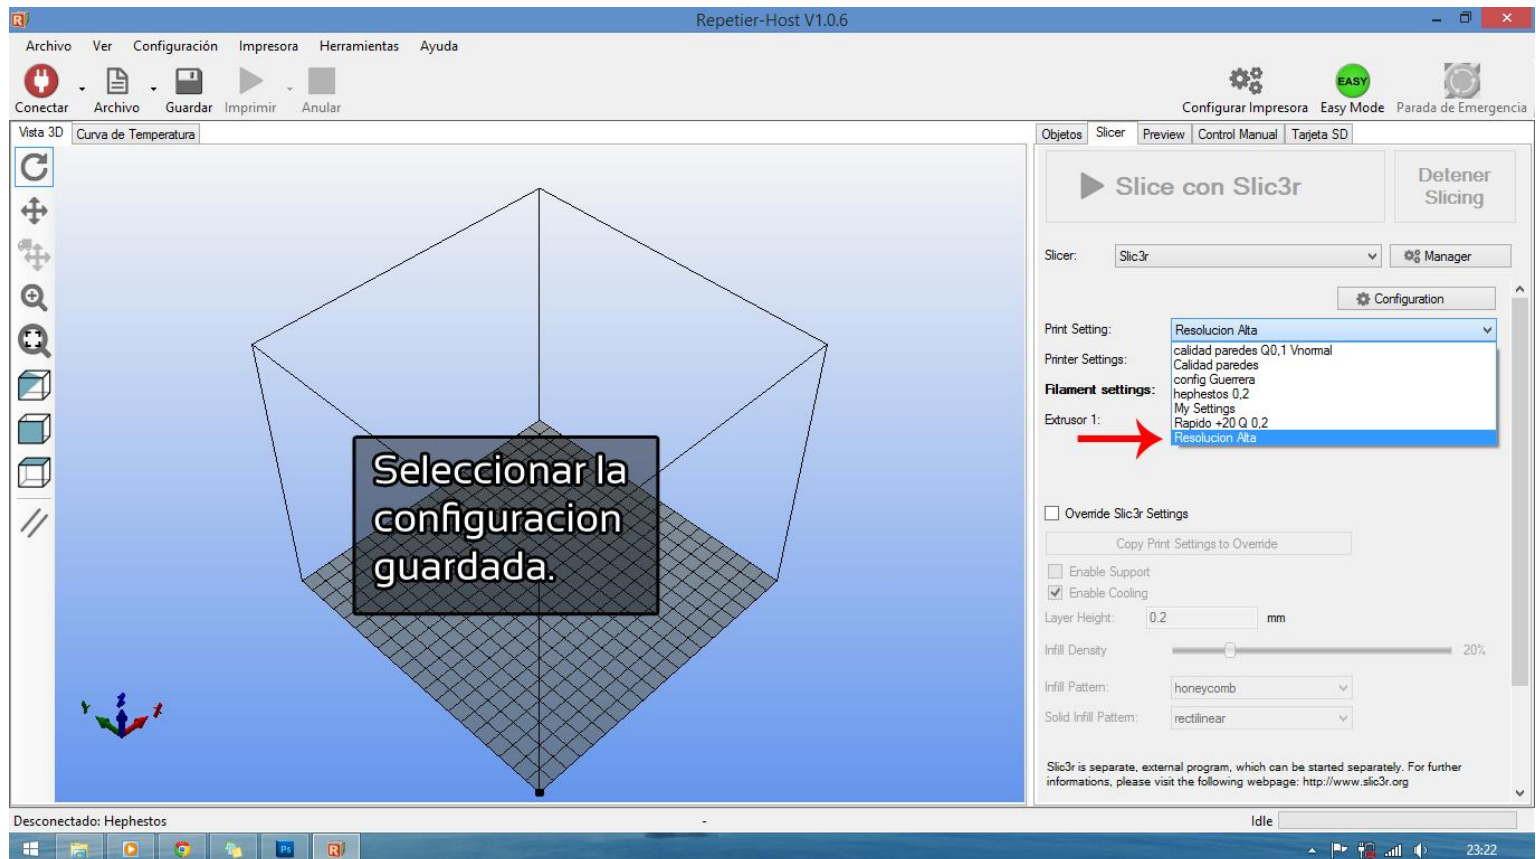 Repetier-Host V1.0.6
Archivo Ver Configuración Impresora Herramientas Ayuda
Conectar Archivo Guardar Imprimir Anular
Configurar Impresora EASY Easy Mode Parada de Emergencia
Vista 3D Curva de Temperatura
Objetos Slicer Preview Control Manual Tarjeta SD
Slice con Slic3r
Detener
Slicing
Slicer: Slic3r Manager
Configuration
Print Setting: Resolucion Alta
Printer Settings:
Filament settings:
Extrusor 1:
calidad paredes Q0,1 Vnormal
Calidad paredes
config Guerrera
hephestos 0,2
My Settings
Rapido +20 Q 0,2
Resolucion Alta
Seleccionar la
configuracion
guardada.
Override Slic3r Settings
Copy Print Settings to Override
Enable Support
Enable Cooling
Layer Height: 0.2 mm
Infill Density 20%
Infill Pattern: honeycomb
Solid Infill Pattern: rectilinear
Slic3r is separate, external program, which can be started separately. For further
informations, please visit the following webpage: http://www.slic3r.org
Desconectado: Hephestos - Idle
Ps R 23:22